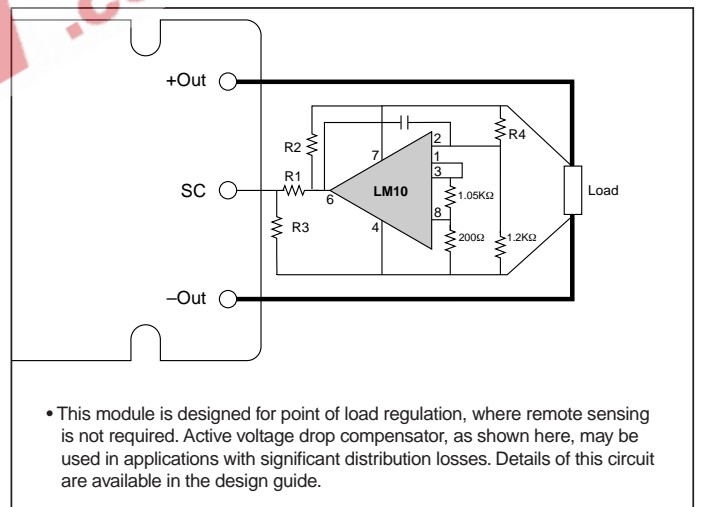 .co
+Out
R2
R4
7
2
1
3
R1
SC
LM10
1.05KΩ
Load
6
R3
4
8
200Ω
1.2KΩ
–Out
• This module is designed for point of load regulation, where remote sensing
is not required. Active voltage drop compensator, as shown here, may be
used in applications with significant distribution losses. Details of this circuit
are available in the design guide.